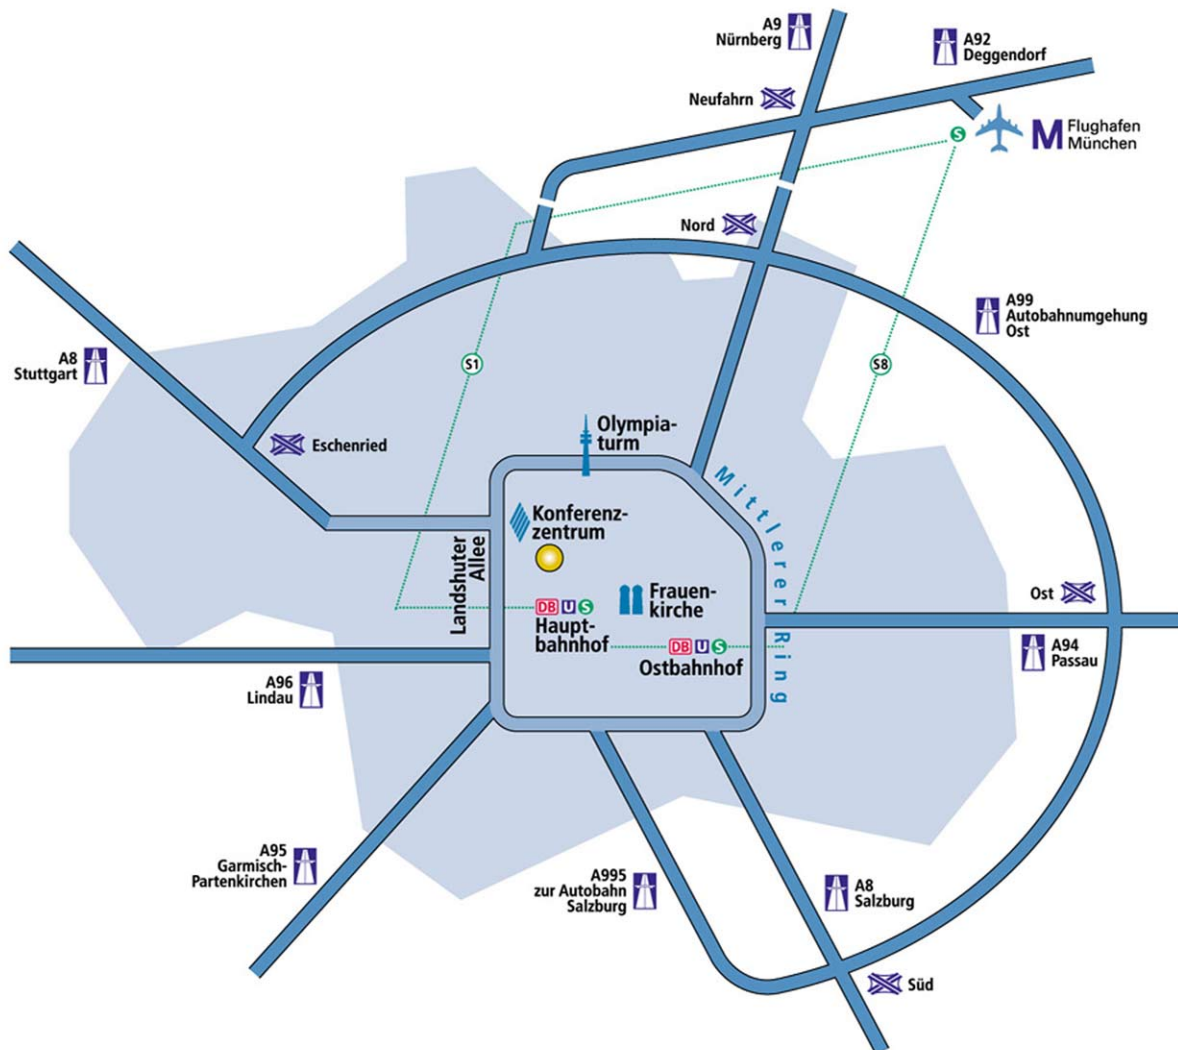 A9
Nürnberg
A92
Deggendorf
Neufahrn
S
M Flughafen
München
Nord
A99
Autobahnumgehung
Ost
A8
Stuttgart
S1
S8
Eschenried
Olympia-
turm
Mittlerer Ring
Konferenz-
zentrum
Landshuter
Allee
Frauen-
kirche
Ost
DB U S
Haupt-
bahnhof
DB U S
Ostbahnhof
A94
Passau
A96
Lindau
A95
Garmisch-
Partenkirchen
A995
zur Autobahn
Salzburg
A8
Salzburg
Süd